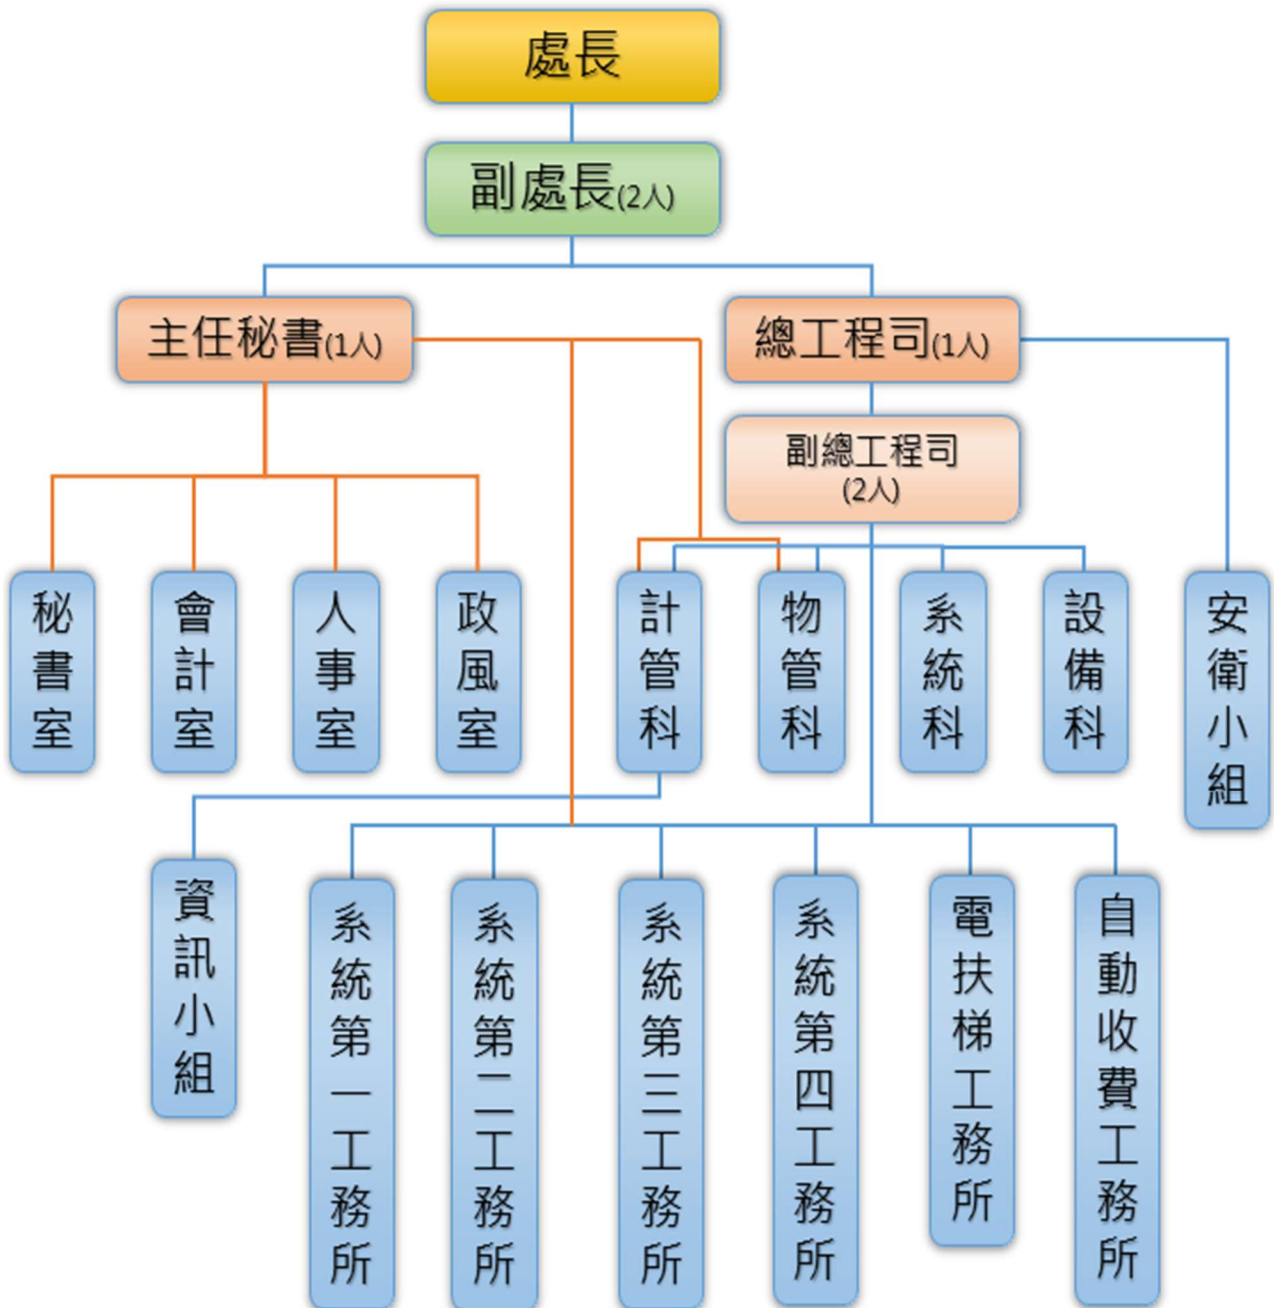 處長
副處長(2人)
主任秘書(1人)
總工程司(1人)
副總工程司
(2人)
秘書室
會計室
人事室
政風室
計管科
物管科
系統科
設備科
安衛小組
資訊小組
系統第一工務所
系統第二工務所
系統第三工務所
系統第四工務所
電扶梯工務所
自動收費工務所